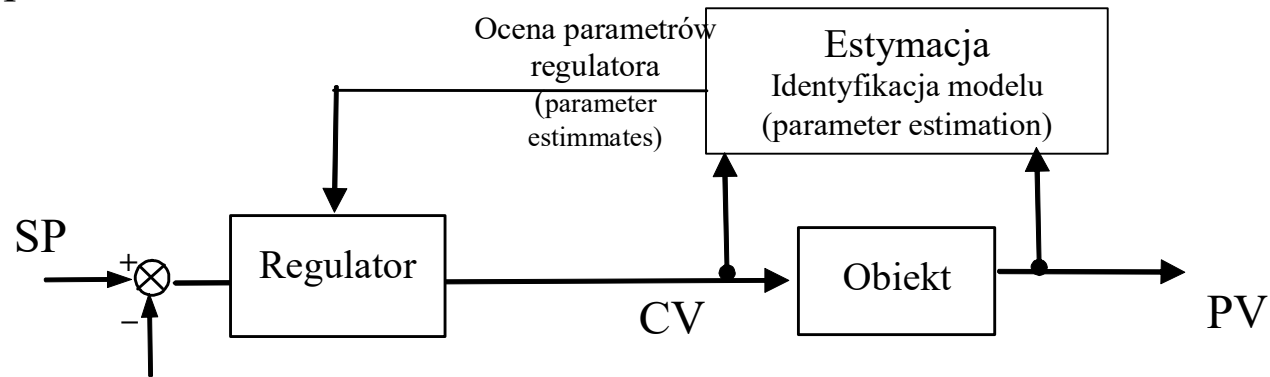 Ocena parametrów
regulatora
(parameter
estimmates)
Estymacja
Identyfikacja modelu
(parameter estimation)
SP
+
−
Regulator
CV
Obiekt
PV